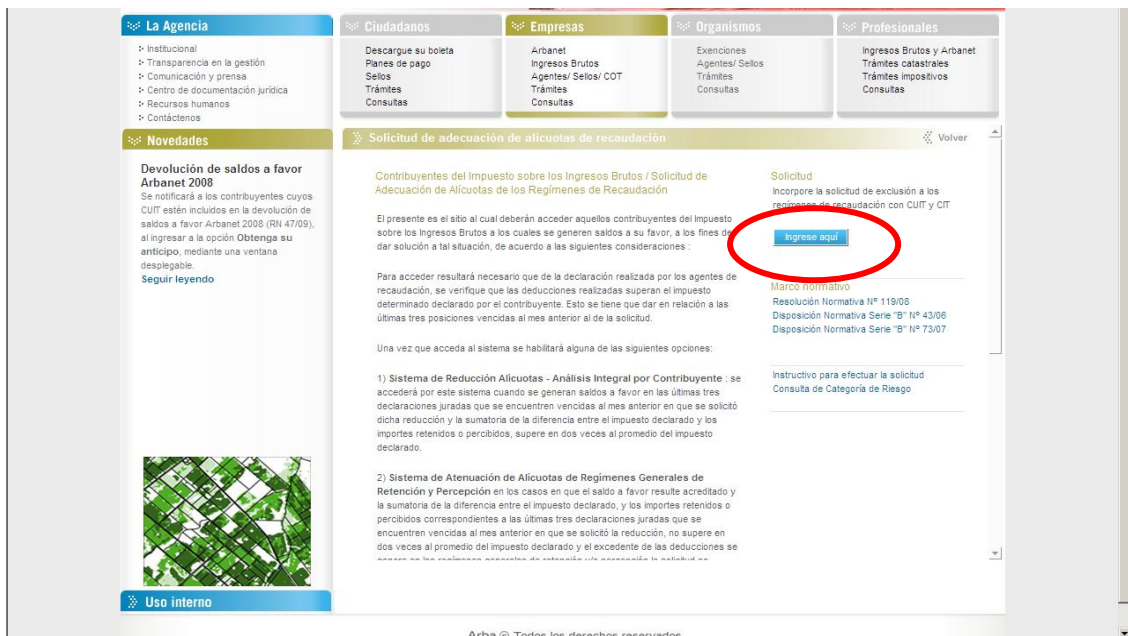 La Agencia
Institucional
Transparencia en la gestión
Comunicación y prensa
Centro de documentación jurídica
Recursos humanos
Contáctenos
Ciudadanos
Descargue su boleta
Planes de pago
Sellos
Trámites
Consultas
Empresas
Arbanet
Ingresos Brutos
Agentes/ Sellos/ COT
Trámites
Consultas
Organismos
Exenciones
Agentes/ Sellos
Trámites
Consultas
Profesionales
Ingresos Brutos y Arbanet
Trámites catastrales
Trámites impositivos
Consultas
Novedades
Devolución de saldos a favor
Arbanet 2008
Se notificará a los contribuyentes cuyos
CUIT estén incluidos en la devolución de
saldos a favor Arbanet 2008 (RN 47/09),
al ingresar a la opción Obtenga su
anticipo, mediante una ventana
desplegable.
Seguir leyendo
Uso interno
Solicitud de adecuación de alícuotas de recaudación
Volver
Contribuyentes del Impuesto sobre los Ingresos Brutos / Solicitud de
Adecuación de Alícuotas de los Regímenes de Recaudación
El presente es el sitio al cual deberán acceder aquellos contribuyentes del Impuesto
sobre los Ingresos Brutos a los cuales se generen saldos a su favor, a los fines de
dar solución a tal situación, de acuerdo a las siguientes consideraciones :
Para acceder resultará necesario que de la declaración realizada por los agentes de
recaudación, se verifique que las deducciones realizadas superan el impuesto
determinado declarado por el contribuyente. Esto se tiene que dar en relación a las
últimas tres posiciones vencidas al mes anterior al de la solicitud.
Una vez que acceda al sistema se habilitará alguna de las siguientes opciones:
1) Sistema de Reducción Alícuotas - Análisis Integral por Contribuyente : se
accederá por este sistema cuando se generan saldos a favor en las últimas tres
declaraciones juradas que se encuentren vencidas al mes anterior en que se solicitó
dicha reducción y la sumatoria de la diferencia entre el impuesto declarado y los
importes retenidos o percibidos, supere en dos veces al promedio del impuesto
declarado.
2) Sistema de Atenuación de Alícuotas de Regímenes Generales de
Retención y Percepción en los casos en que el saldo a favor resulte acreditado y
la sumatoria de la diferencia entre el impuesto declarado, y los importes retenidos o
percibidos correspondientes a las últimas tres declaraciones juradas que se
encuentren vencidas al mes anterior en que se solicitó la reducción, no supere en
dos veces al promedio del impuesto declarado y el excedente de las deducciones se
Solicitud
Incorpore la solicitud de exclusión a los
regímenes de recaudación con CUIT y CIT
Ingrese aquí
Marco normativo
Resolución Normativa Nº 119/08
Disposición Normativa Serie "B" Nº 43/06
Disposición Normativa Serie "B" Nº 73/07
Instructivo para efectuar la solicitud
Consulta de Categoría de Riesgo
Arba @ Todos los derechos reservados